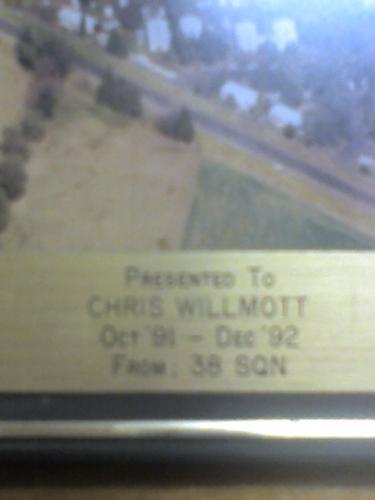 Presented To
CHRIS WILLMOTT
Oct '91 - Dec '92
From: 38 SQN